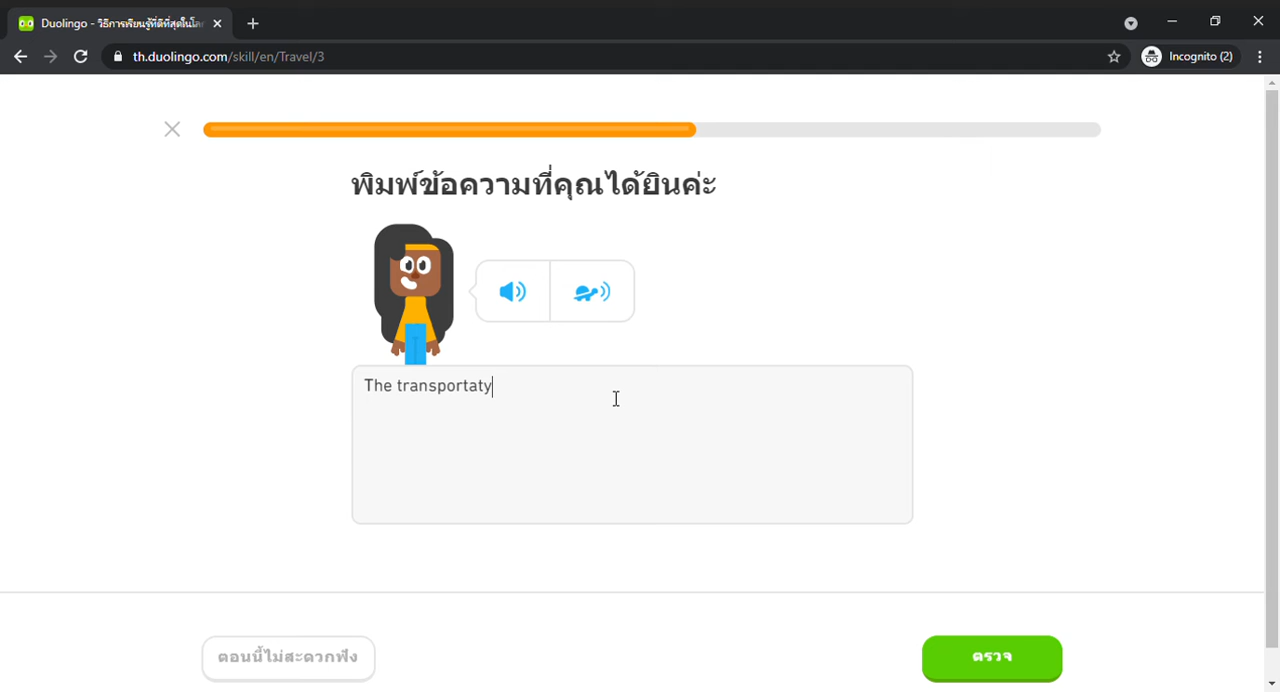 Duolingo - วิธีการเรียนรู้ที่ดีที่สุดในโล
th.duolingo.com/skill/en/Travel/3
Incognito (2)
พิมพ์ข้อความที่คุณได้ยินค่ะ
The transportaty
ตอนนี้ไม่สะดวกฟัง
ตรวจ